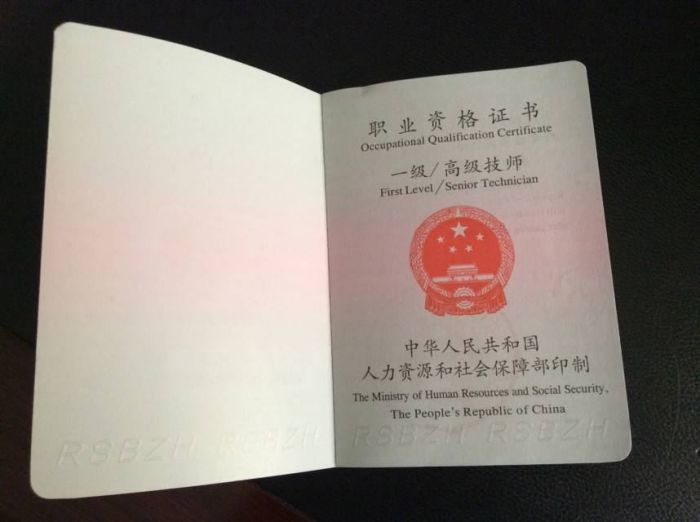 职业资格证书
Occupational Qualification Certificate
一级/高级技师
First Level/Senior Technician
中华人民共和国
人力资源和社会保障部印制
The Ministry of Human Resources and Social Security,
The People's Republic of China
RSBZH RSBZH RSBZH RSBZH